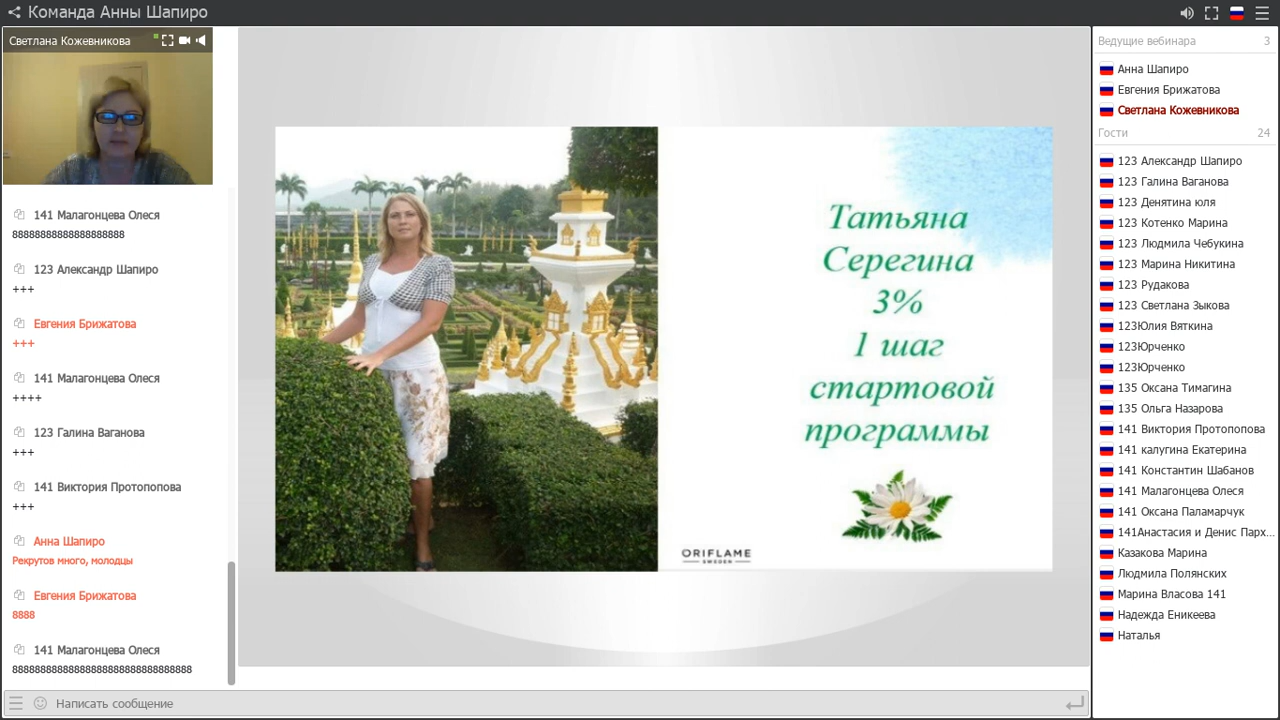 Команда Анны Шапиро
Светлана Кожевникова
141 Малагонцева Олеся
88888888888888888888
123 Александр Шапиро
+++
Евгения Брижатова
+++
141 Малагонцева Олеся
++++
123 Галина Ваганова
+++
141 Виктория Протопопова
+++
Анна Шапиро
Рекрутов много, молодцы
Евгения Брижатова
8888
141 Малагонцева Олеся
Написать сообщение
Татьяна
Серегина
3%
1 шаг
стартовой
программы
ORIFLAME
SWEDEN
Ведущие вебинара 3
Анна Шапиро
Евгения Брижатова
Светлана Кожевникова
Гости 24
123 Александр Шапиро
123 Галина Ваганова
123 Денятина юля
123 Котенко Марина
123 Людмила Чебукина
123 Марина Никитина
123 Рудакова
123 Светлана Зыкова
123Юлия Вяткина
123Юрченко
123Юрченко
135 Оксана Тимагина
135 Ольга Назарова
141 Виктория Протопопова
141 калугина Екатерина
141 Константин Шабанов
141 Малагонцева Олеся
141 Оксана Паламарчук
141Анастасия и Денис Парх...
Казакова Марина
Людмила Полянских
Марина Власова 141
Надежда Еникеева
Наталья